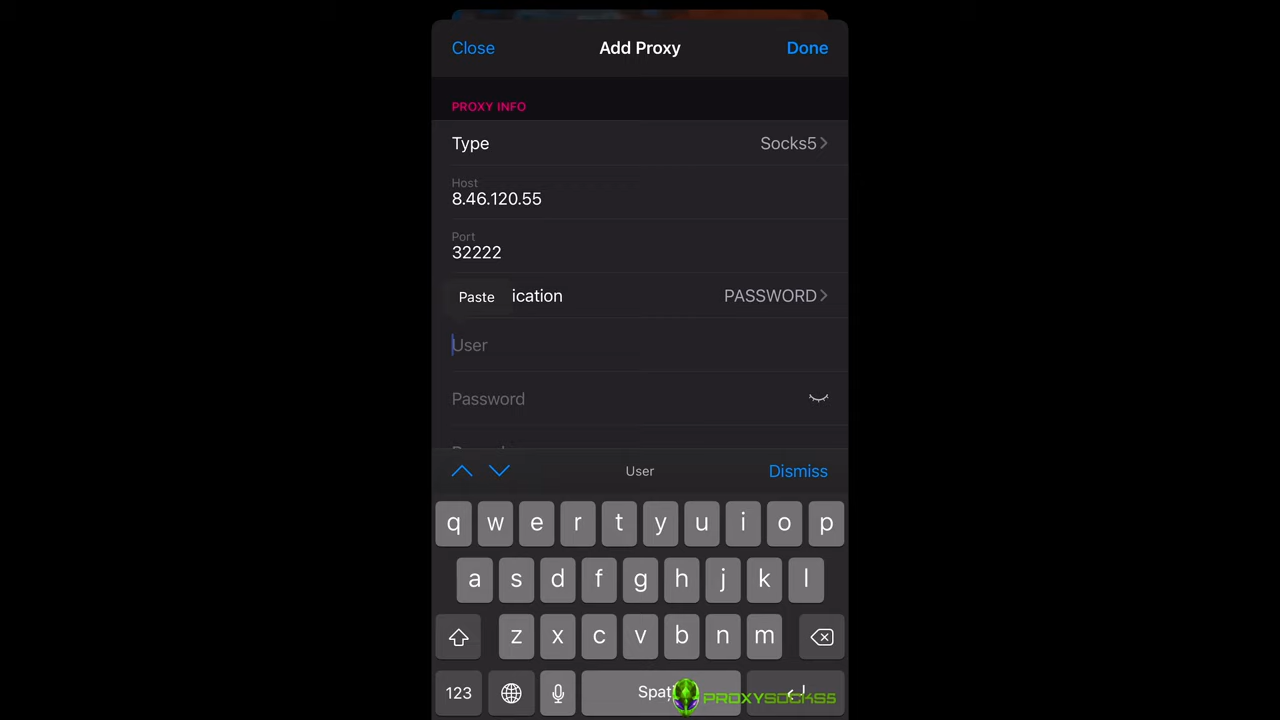 Close Add Proxy Done
PROXY INFO
Type Socks5
Host
8.46.120.55
Port
32222
Paste ication PASSWORD
User
Password
User Dismiss
q w e r t y u i o p
a s d f g h j k l
z x c v b n m
123 PROXYSOCKS5